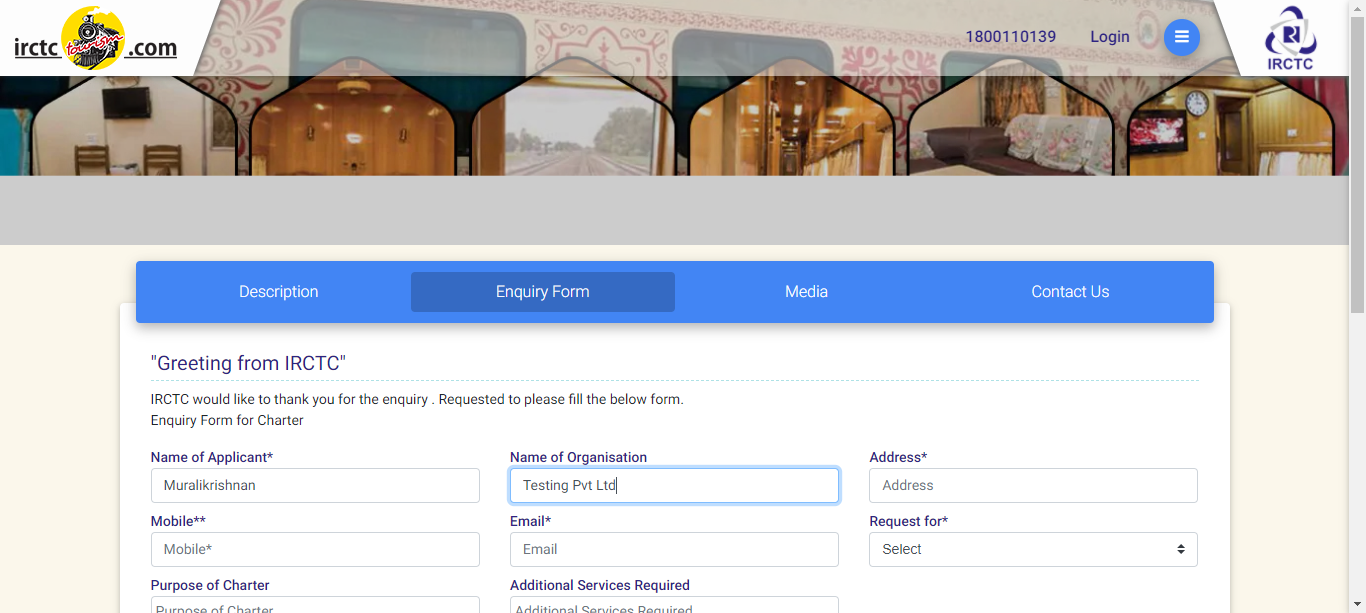 irctc tourism .com
1800110139 Login
IRCTC
Description Enquiry Form Media Contact Us
"Greeting from IRCTC"
IRCTC would like to thank you for the enquiry . Requested to please fill the below form.
Enquiry Form for Charter
Name of Applicant* Name of Organisation Address*
Muralikrishnan Testing Pvt Ltd Address
Mobile** Email* Request for*
Mobile* Email Select
Purpose of Charter Additional Services Required
Purpose of Charter Additional Services Required